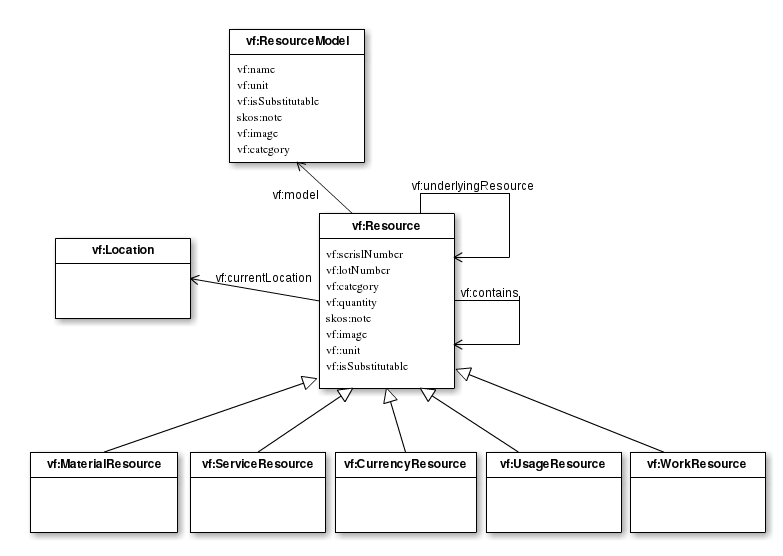 vf:ResourceModel
vf:name
vf:unit
vf:isSubstitutable
skos:note
vf:image
vf:category
vf:model
vf:underlyingResource
vf:Resource
vf:serislNumber
vf:lotNumber
vf:category
vf:quantity
skos:note
vf:image
vf::unit
vf:isSubstitutable
vf:Location
vf:currentLocation
vf:contains
vf:MaterialResource
vf:ServiceResource
vf:CurrencyResource
vf:UsageResource
vf:WorkResource